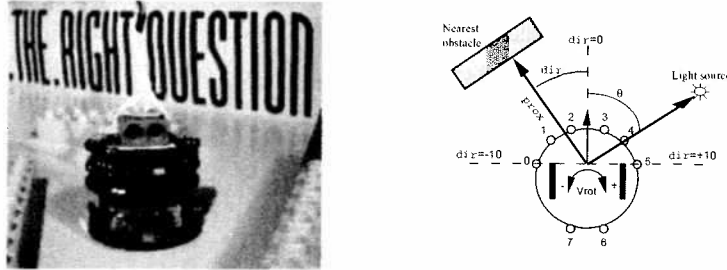 .THE.RIGHT'QUESTION
Nearest
obstacle
dir=0
dir
θ
Light source
prox
1
2
3
4
dir=-10
0
5
dir=+10
-
Vrot
+
7
6